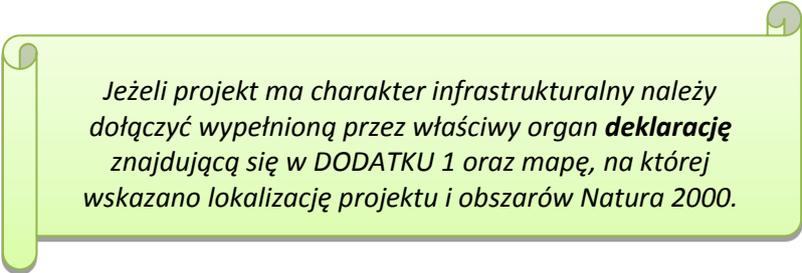 Jeżeli projekt ma charakter infrastrukturalny należy
dołączyć wypełnioną przez właściwy organ deklarację
znajdującą się w DODATKU 1 oraz mapę, na której
wskazano lokalizację projektu i obszarów Natura 2000.